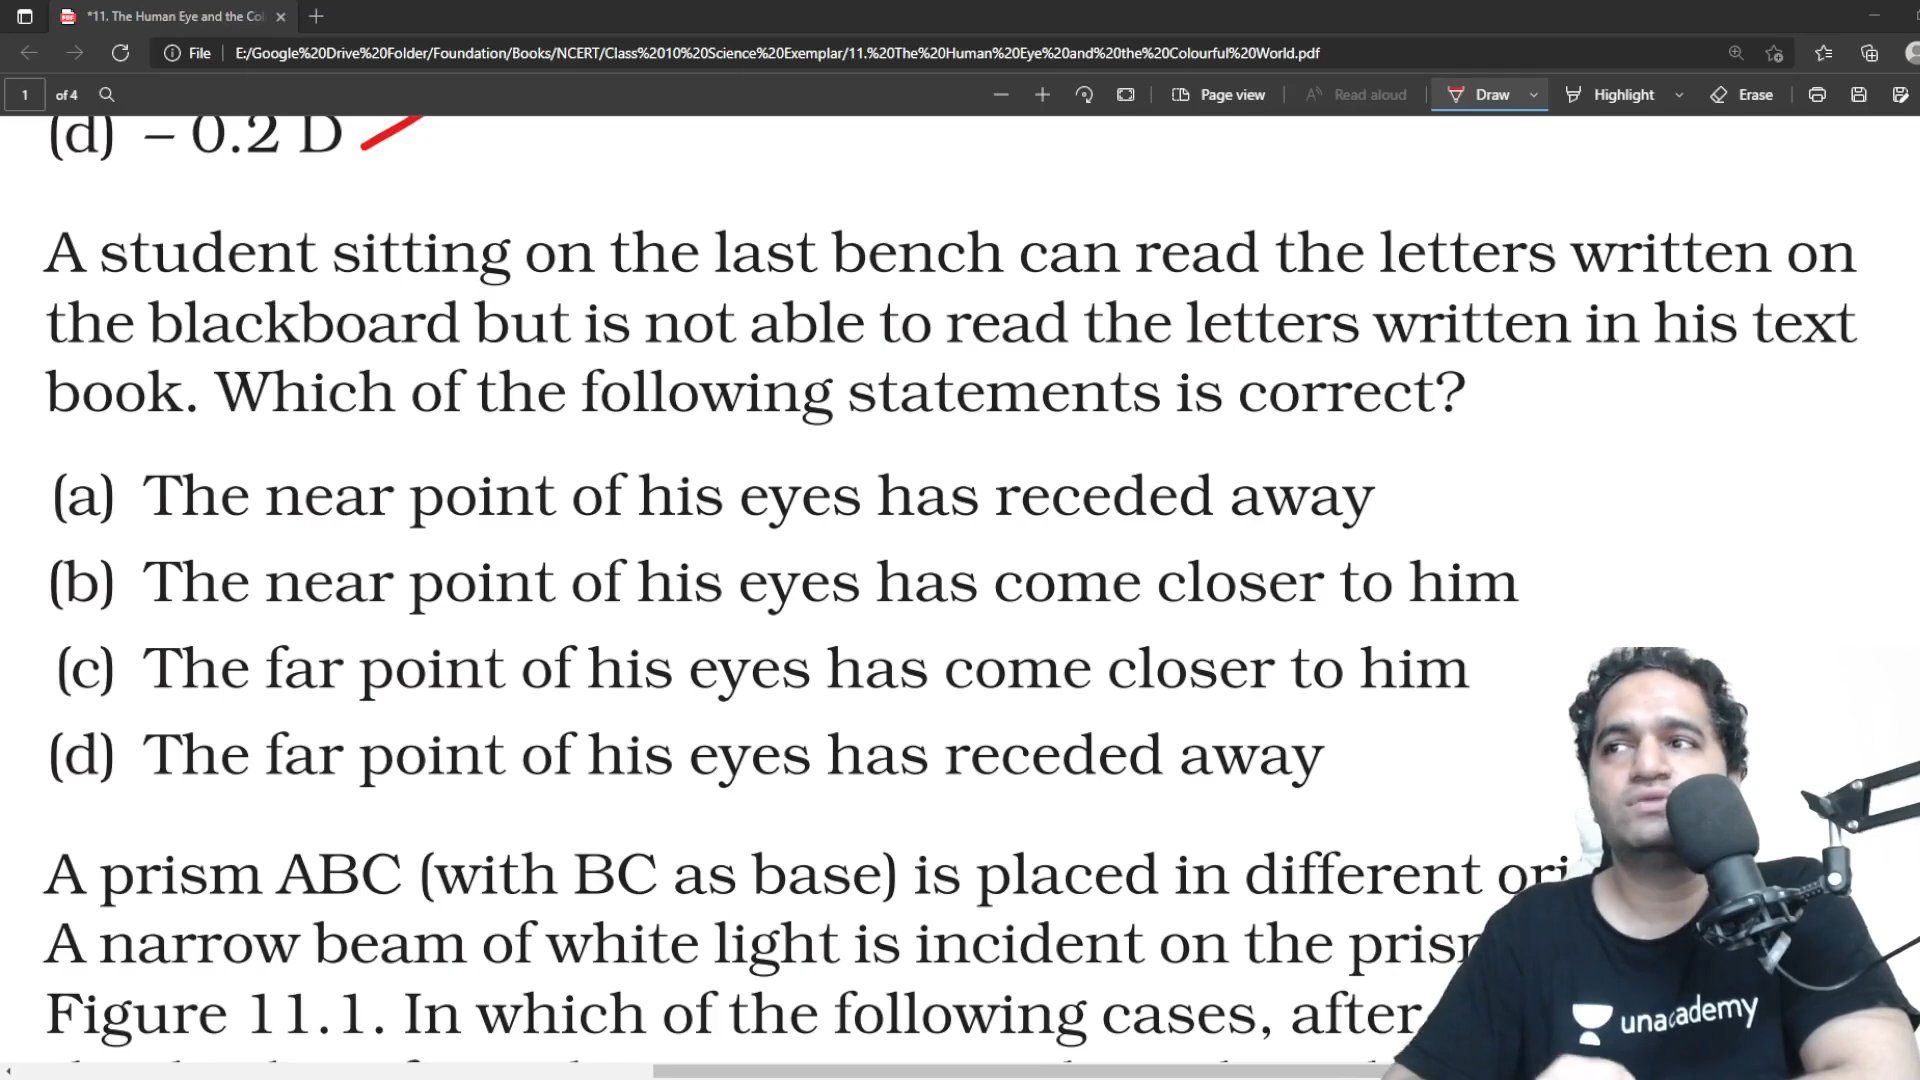 *11. The Human Eye and the Col
1 of 4
File E:/Google%20Drive%20Folder/Foundation/Books/NCERT/Class%2010%20Science%20Exemplar/11.%20The%20Human%20Eye%20and%20the%20Colourful%20World.pdf
Page view Read aloud Draw Highlight Erase
(d) – 0.2 D
A student sitting on the last bench can read the letters written on
the blackboard but is not able to read the letters written in his text
book. Which of the following statements is correct?
(a) The near point of his eyes has receded away
(b) The near point of his eyes has come closer to him
(c) The far point of his eyes has come closer to him
(d) The far point of his eyes has receded away
A prism ABC (with BC as base) is placed in different
A narrow beam of white light is incident on the
Figure 11.1. In which of the following cases, after
unacademy